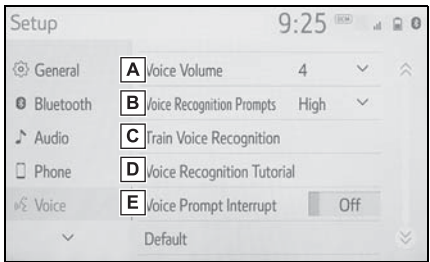 Setup 9:25 DCM
General
Bluetooth
Audio
Phone
Voice
A Voice Volume 4
B Voice Recognition Prompts High
C Train Voice Recognition
D Voice Recognition Tutorial
E Voice Prompt Interrupt Off
Default